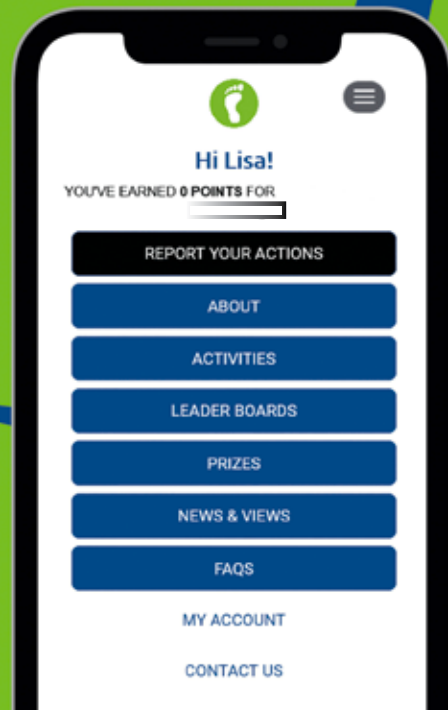 Hi Lisa!
YOU'VE EARNED 0 POINTS FOR
REPORT YOUR ACTIONS
ABOUT
ACTIVITIES
LEADER BOARDS
PRIZES
NEWS & VIEWS
FAQS
MY ACCOUNT
CONTACT US